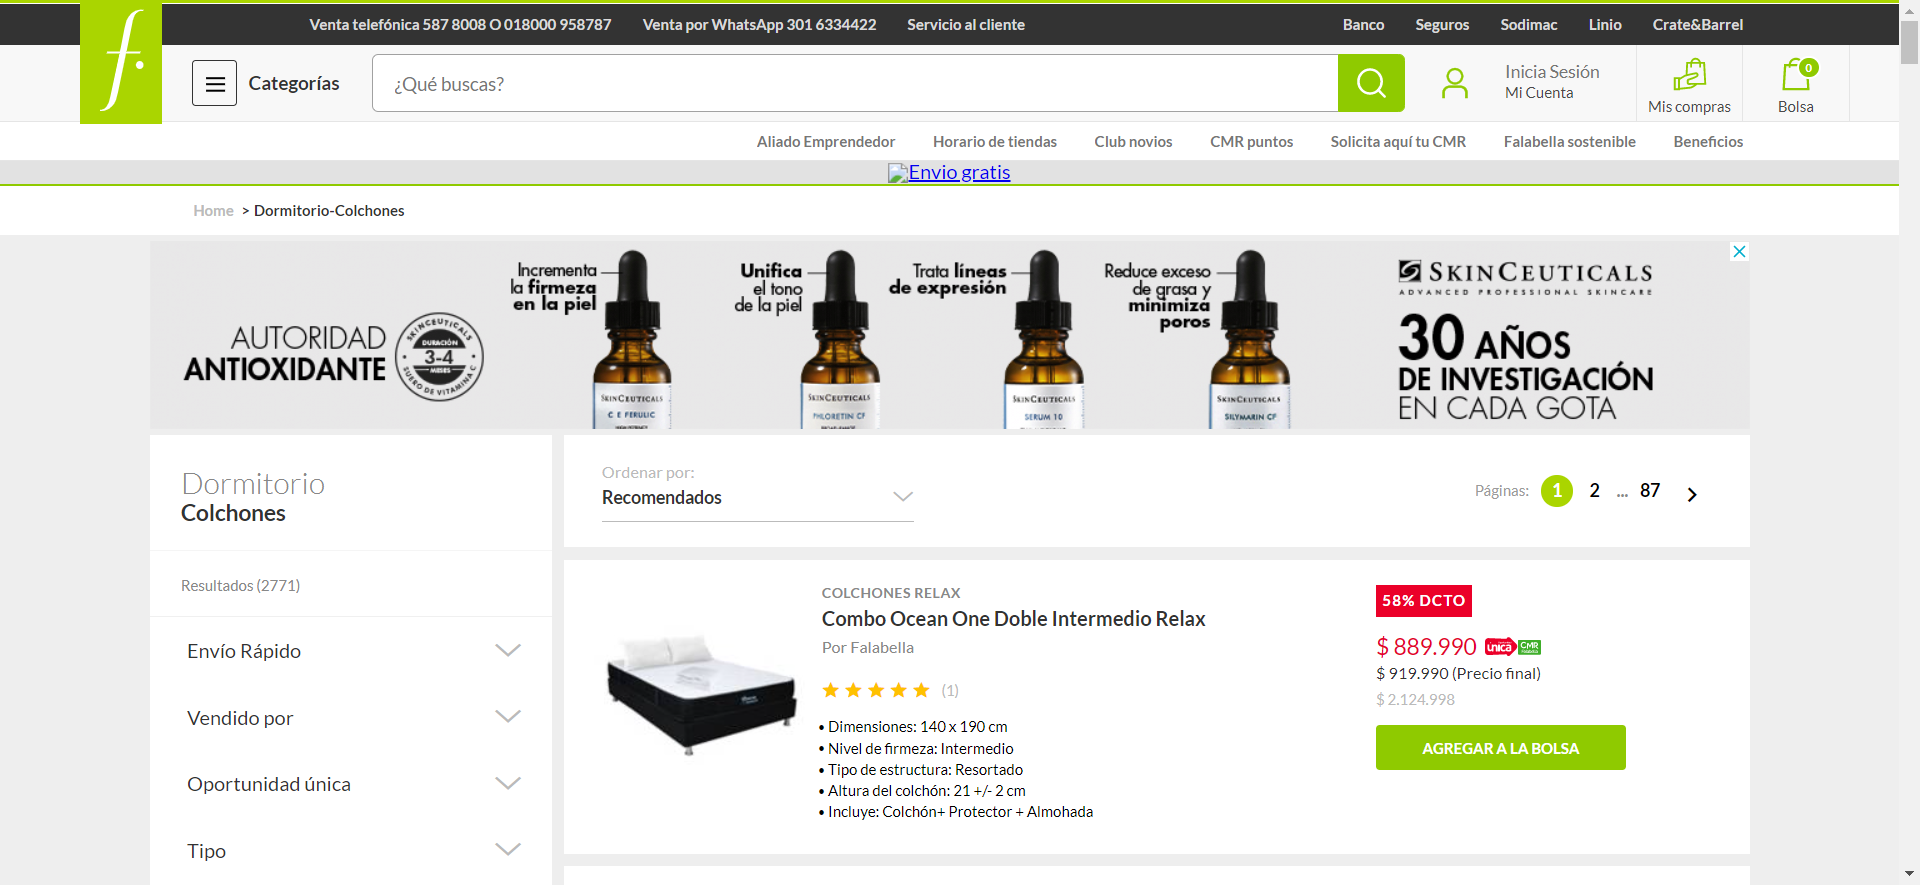 Venta telefónica 587 8008 O 018000 958787 Venta por WhatsApp 301 6334422 Servicio al cliente Banco Seguros Sodimac Linio Crate&Barrel
f.
Categorías
¿Qué buscas?
Inicia Sesión
Mi Cuenta
Mis compras
0
Bolsa
Aliado Emprendedor Horario de tiendas Club novios CMR puntos Solicita aquí tu CMR Falabella sostenible Beneficios
Envio gratis
Home > Dormitorio-Colchones
AUTORIDAD
ANTIOXIDANTE
SKINCEUTICALS
DURACIÓN
3-4
MESES
SUERO DE VITAMINA C
Incrementa
la firmeza
en la piel
SKINCEUTICALS
C E FERULIC
Unifica
el tono
de la piel
SKINCEUTICALS
PHLORETIN CF
Trata líneas
de expresión
SKINCEUTICALS
SERUM 10
Reduce exceso
de grasa y
minimiza
poros
SKINCEUTICALS
SILYMARIN CF
SKINCEUTICALS
ADVANCED PROFESSIONAL SKINCARE
30 AÑOS
DE INVESTIGACIÓN
EN CADA GOTA
Dormitorio
Colchones
Resultados (2771)
Envío Rápido
Vendido por
Oportunidad única
Tipo
Ordenar por:
Recomendados
Páginas: 1 2 ... 87
COLCHONES RELAX
Combo Ocean One Doble Intermedio Relax
Por Falabella
(1)
• Dimensiones: 140 x 190 cm
• Nivel de firmeza: Intermedio
• Tipo de estructura: Resortado
• Altura del colchón: 21 +/- 2 cm
• Incluye: Colchón+ Protector + Almohada
58% DCTO
$ 889.990 única CMR
$ 919.990 (Precio final)
$ 2.124.998
AGREGAR A LA BOLSA